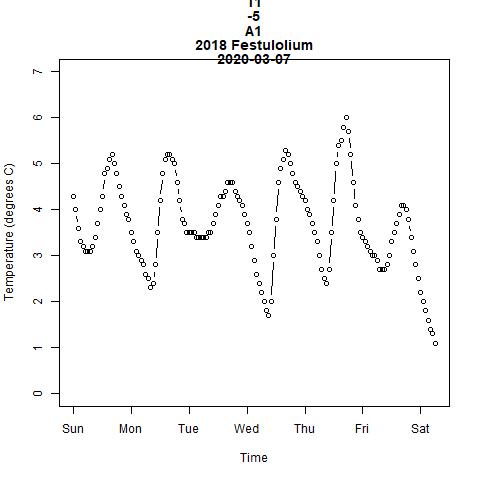 -5
A1
2018 Festulolium
2020-03-07
7
6
5
4
3
2
1
0
Temperature (degrees C)
Sun Mon Tue Wed Thu Fri Sat
Time